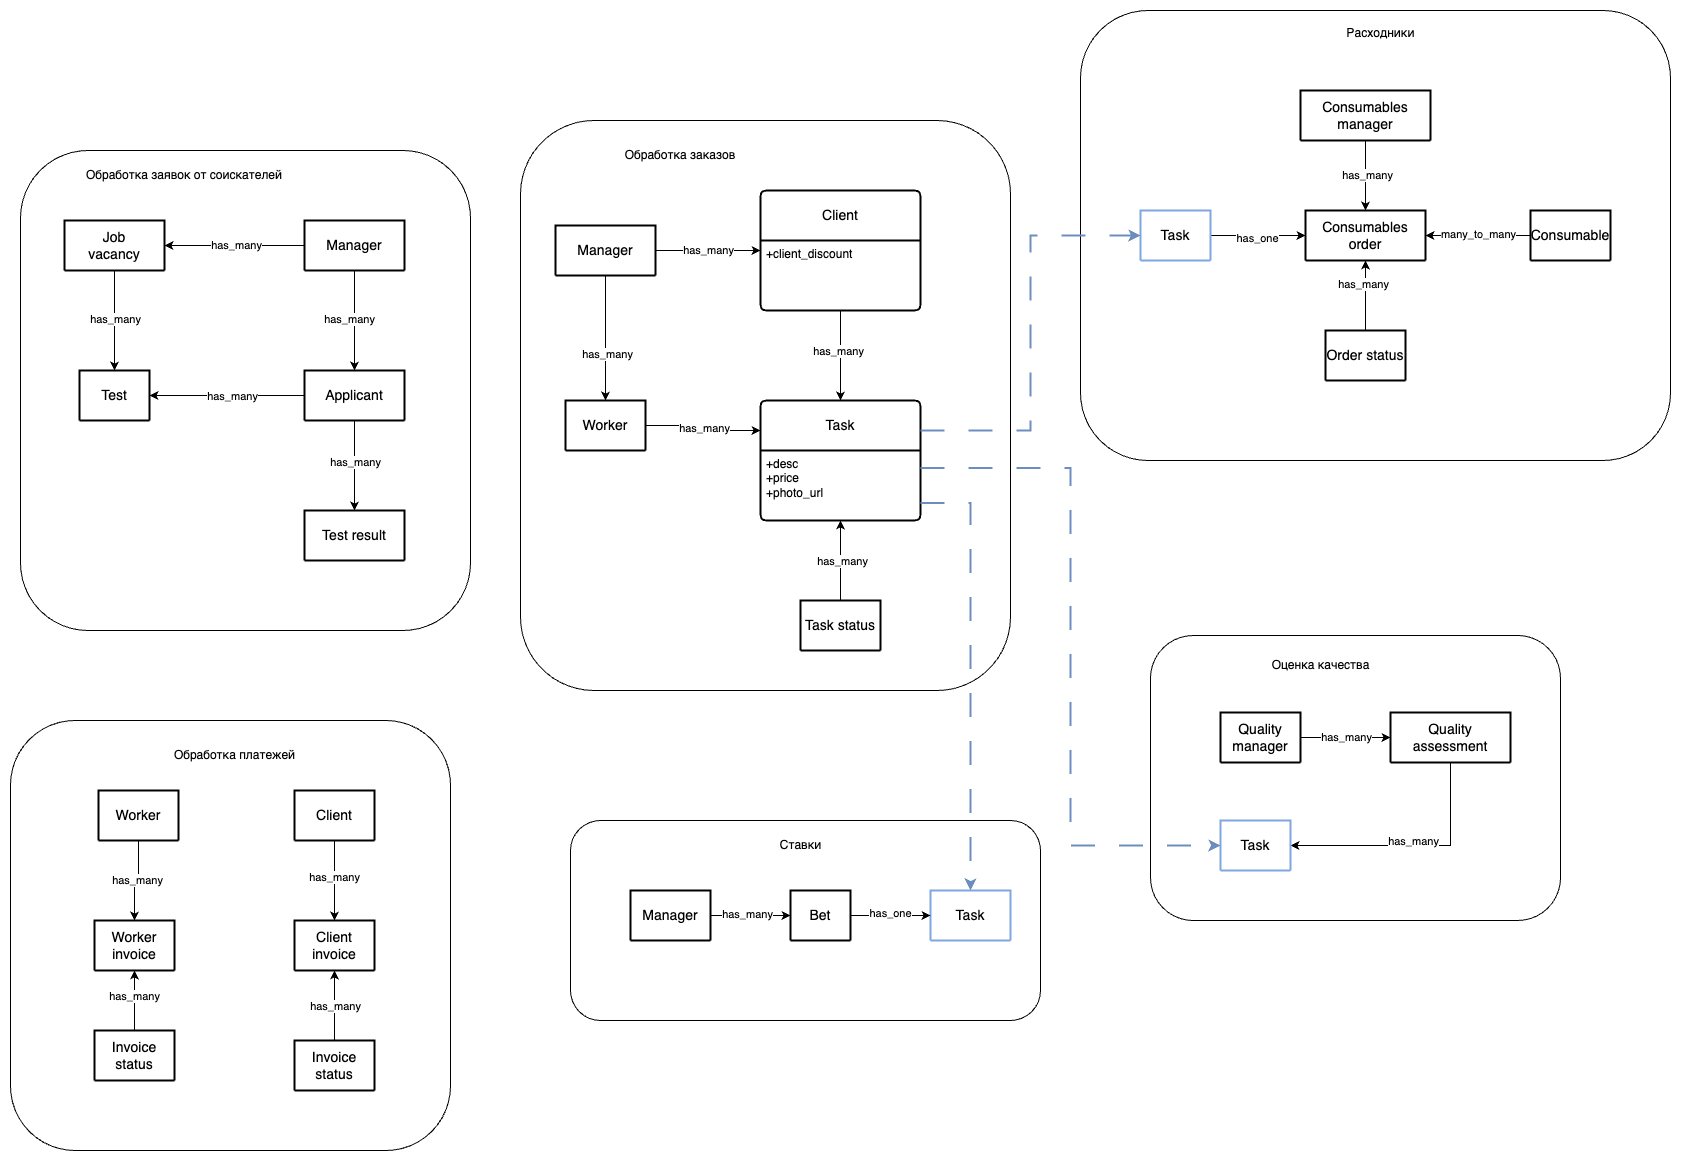 Расходники
Consumables
manager
has_many
Task
has_one
Consumables
order
many_to_many
Consumable
has_many
Order status
Обработка заявок от соискателей
Job
vacancy
has_many
Manager
has_many
has_many
Test
has_many
Applicant
has_many
Test result
Обработка заказов
Manager
has_many
Client
+client_discount
has_many
has_many
Worker
has_many
Task
+desc
+price
+photo_url
has_many
Task status
Оценка качества
Quality
manager
has_many
Quality
assessment
Task
has_many
Обработка платежей
Worker
Client
has_many
has_many
Worker
invoice
Client
invoice
has_many
has_many
Invoice
status
Invoice
status
Ставки
Manager
has_many
Bet
has_one
Task